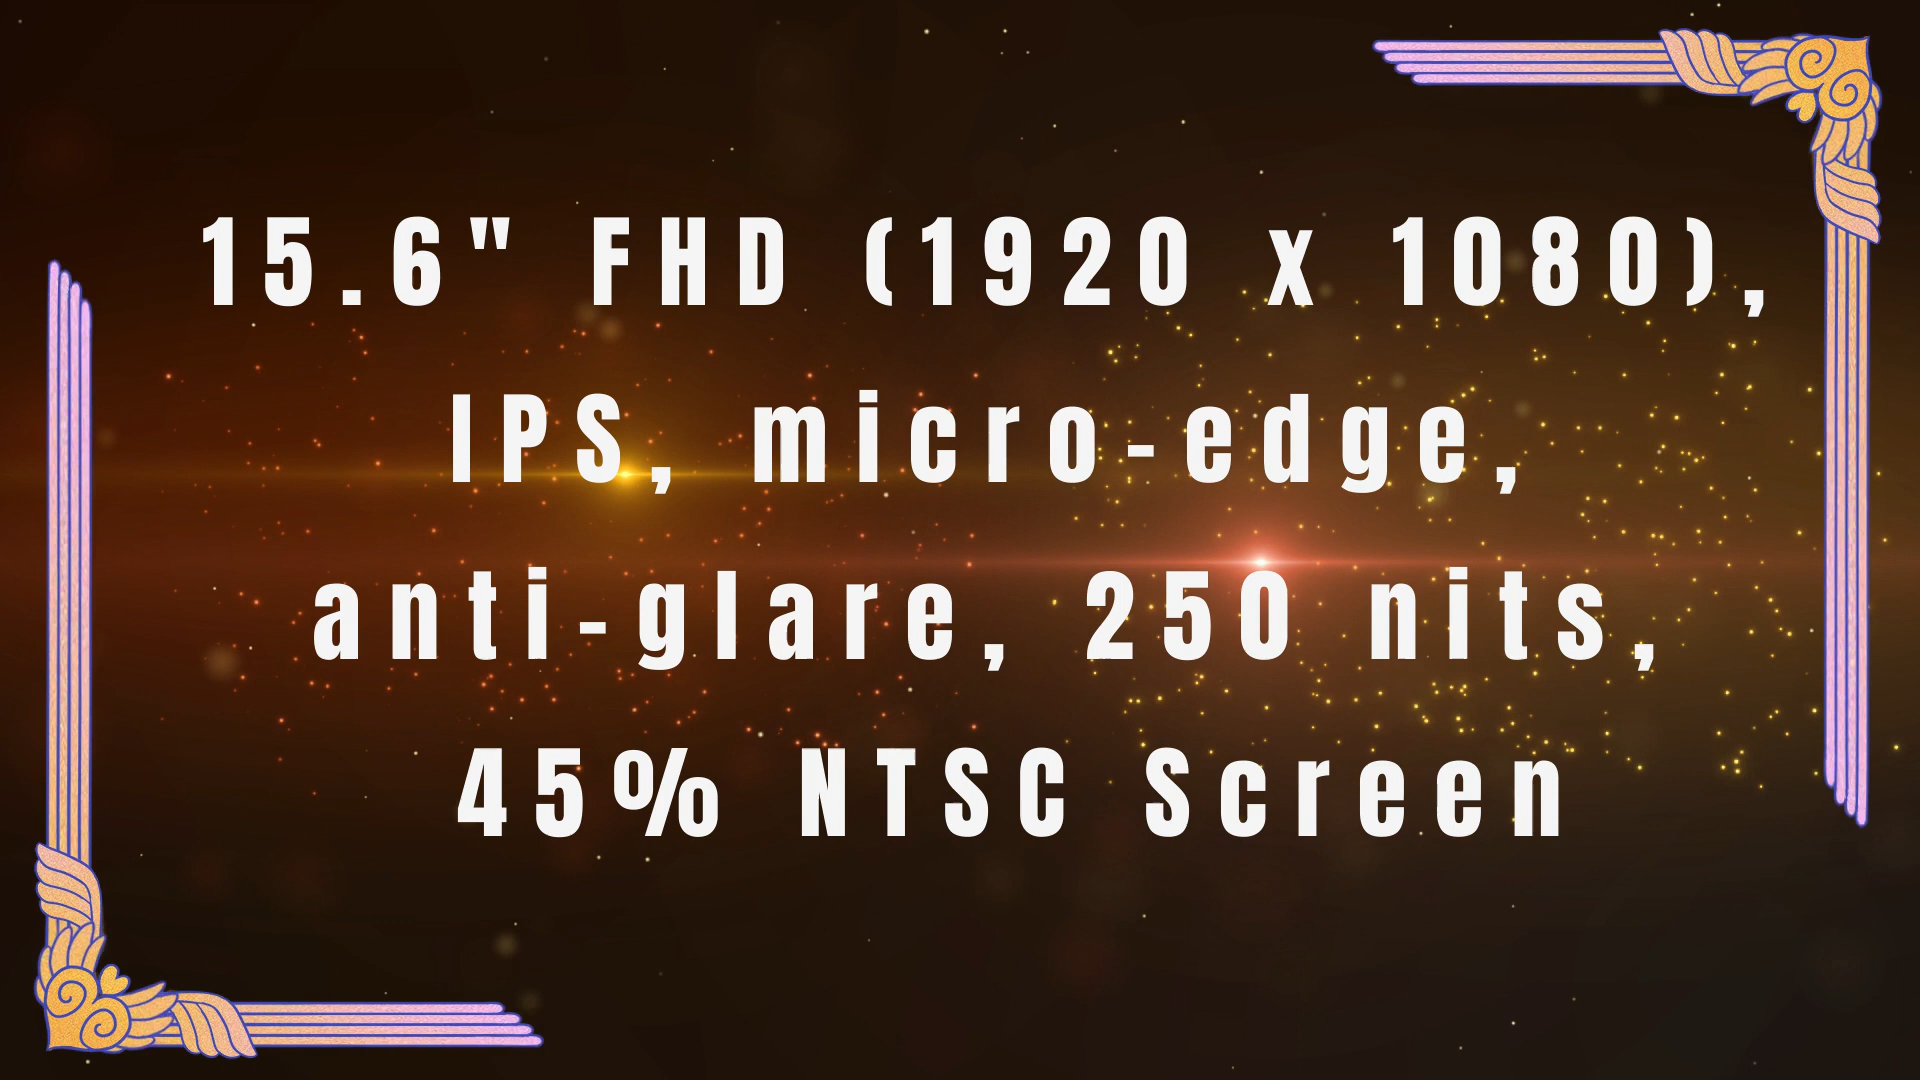 15.6" FHD (1920 x 1080),
IPS, micro-edge,
anti-glare, 250 nits,
45% NTSC Screen